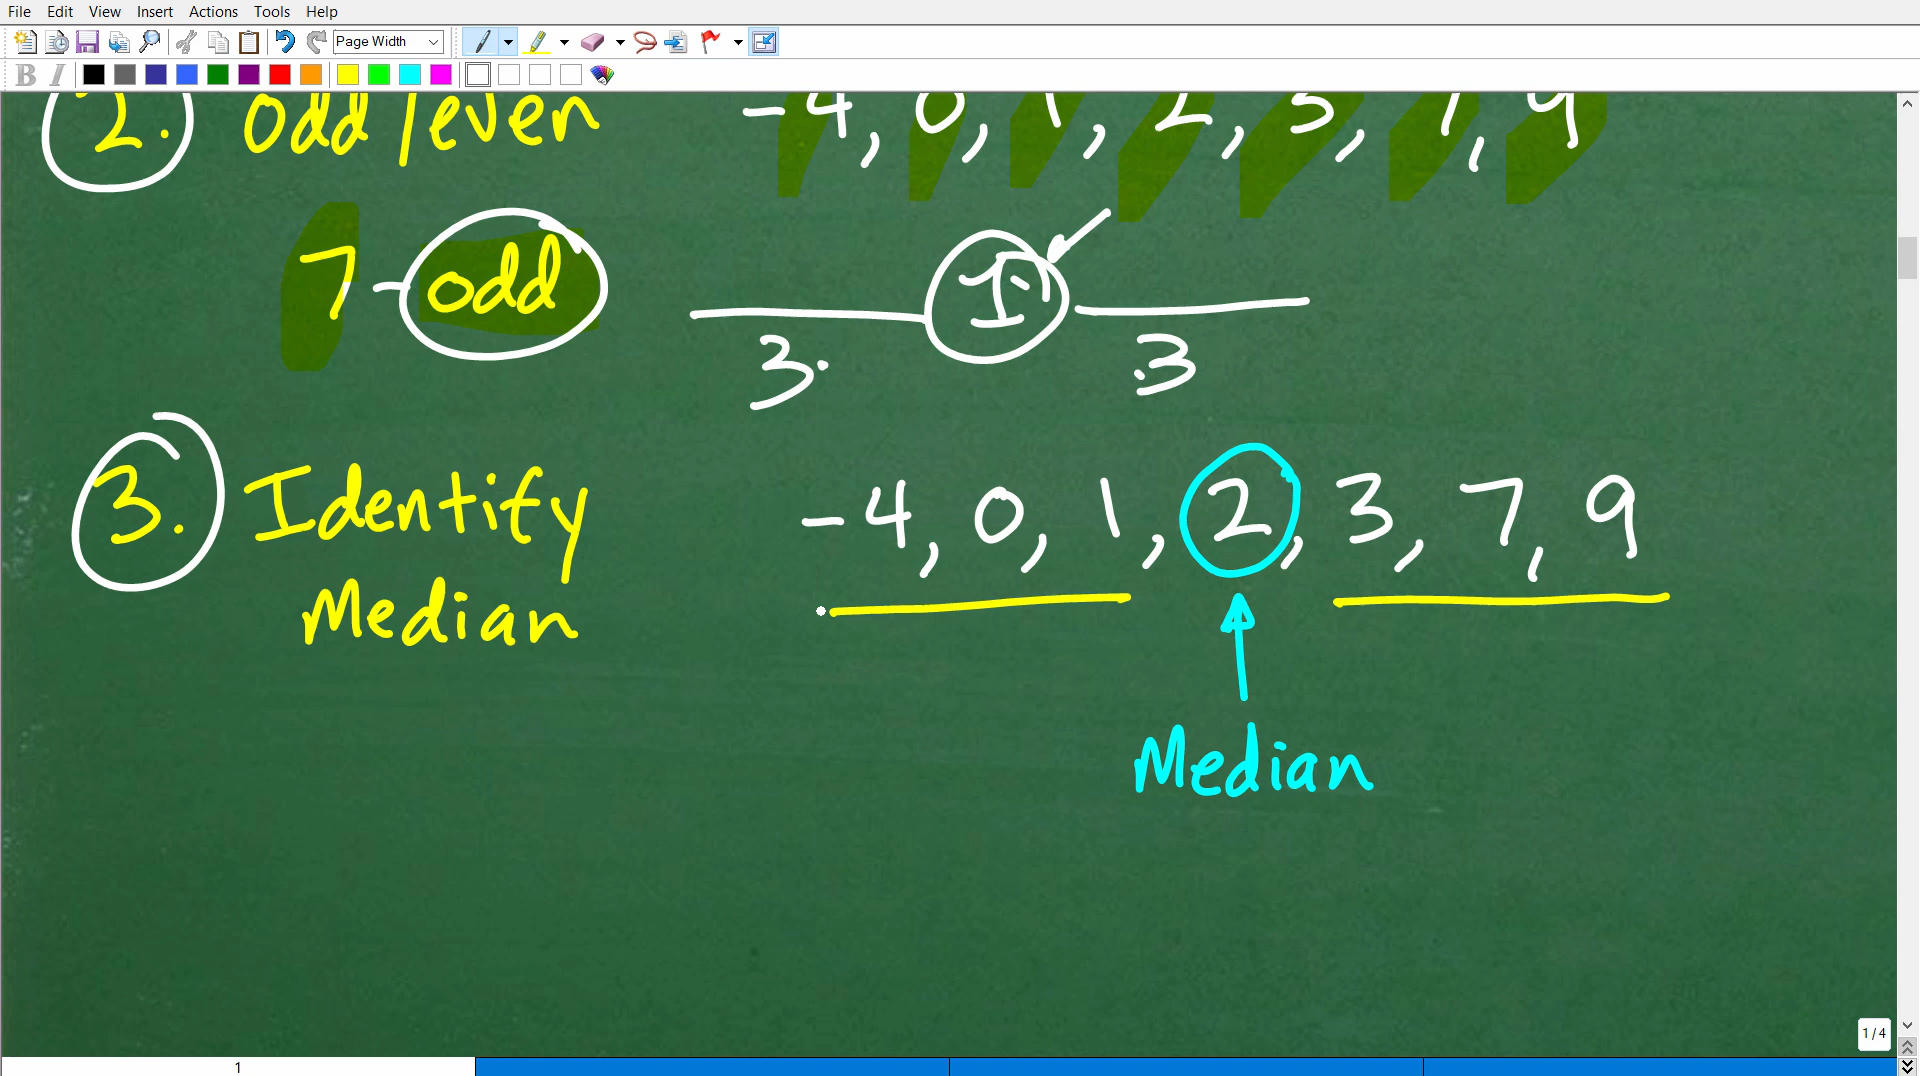 File Edit View Insert Actions Tools Help
Page Width
B I
2. Odd/even -4, 0, 1, 2, 3, 7, 9
7 - odd 1
3 3
3. Identify -4, 0, 1, 2, 3, 7, 9
Median
Median
1 / 4
1